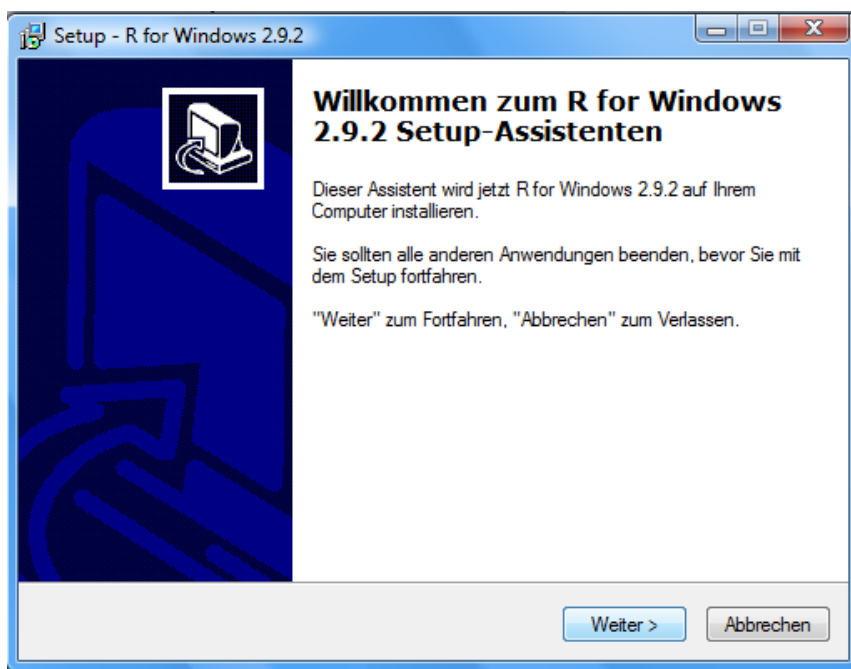 Setup - R for Windows 2.9.2
Willkommen zum R for Windows
2.9.2 Setup-Assistenten
Dieser Assistent wird jetzt R for Windows 2.9.2 auf Ihrem
Computer installieren.
Sie sollten alle anderen Anwendungen beenden, bevor Sie mit
dem Setup fortfahren.
"Weiter" zum Fortfahren, "Abbrechen" zum Verlassen.
Weiter > Abbrechen